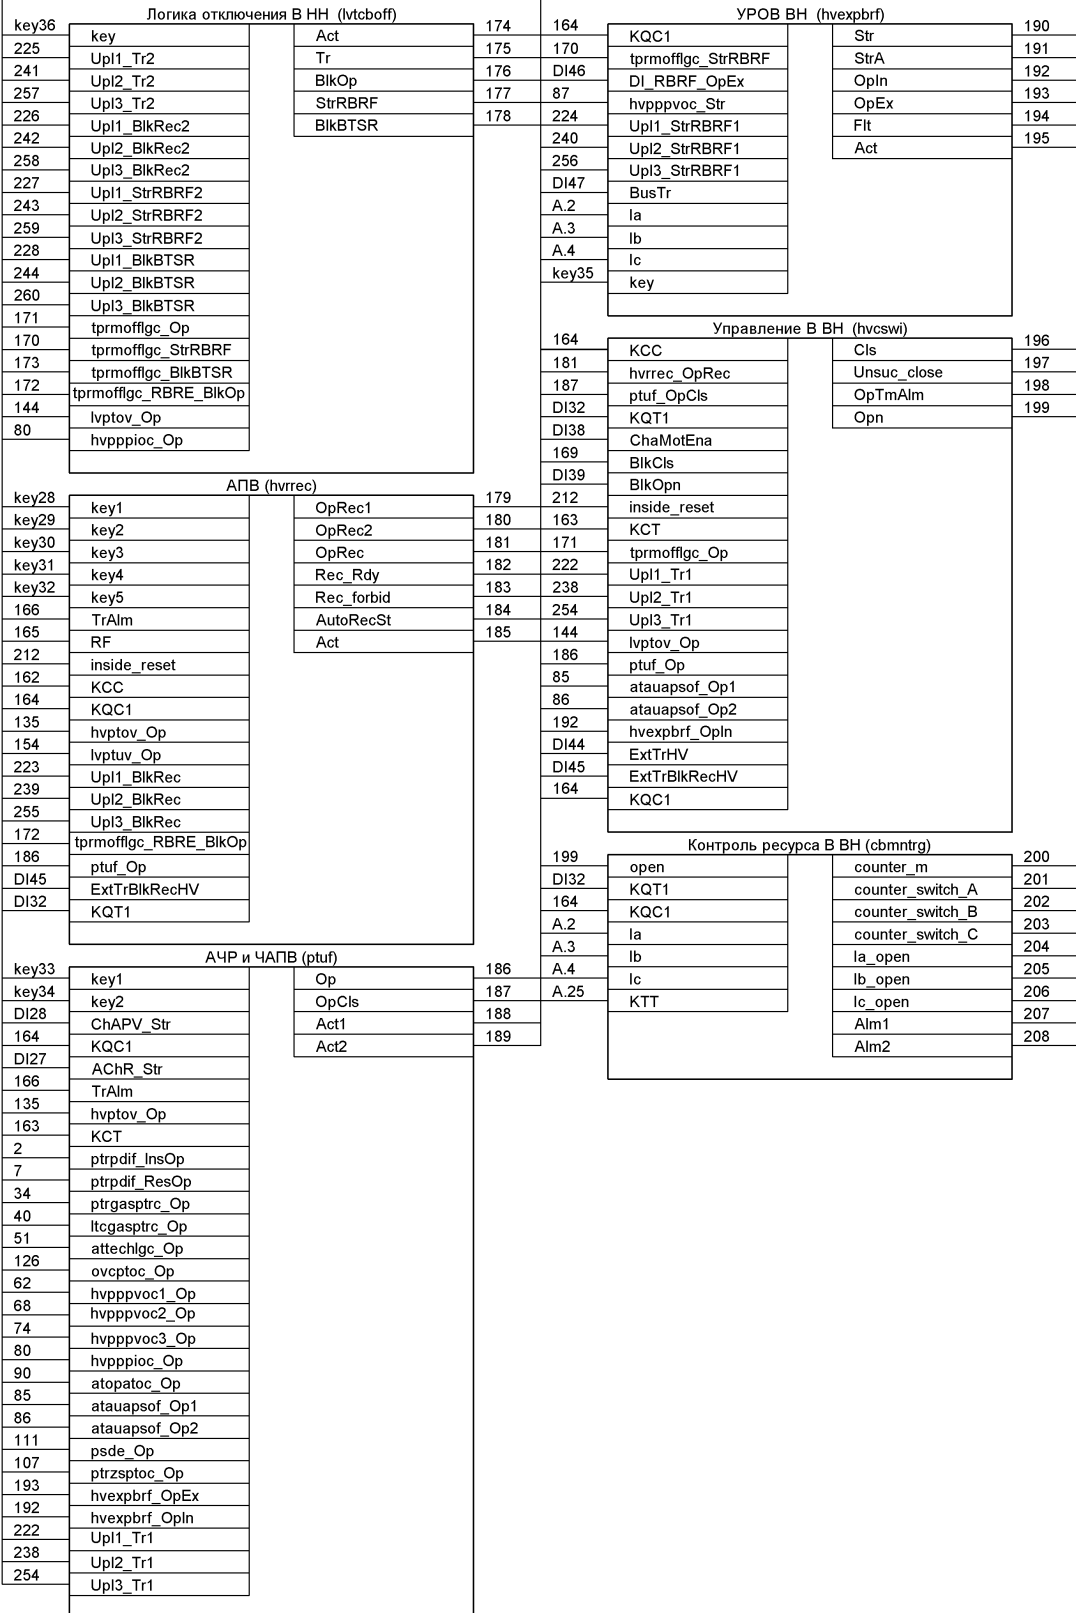 Логика отключения В НН (lvtcboff)
key36 key Act 174
225 Upl1_Tr2 Tr 175
241 Upl2_Tr2 BlkOp 176
257 Upl3_Tr2 StrRBRF 177
226 Upl1_BlkRec2 BlkBTSR 178
242 Upl2_BlkRec2
258 Upl3_BlkRec2
227 Upl1_StrRBRF2
243 Upl2_StrRBRF2
259 Upl3_StrRBRF2
228 Upl1_BlkBTSR
244 Upl2_BlkBTSR
260 Upl3_BlkBTSR
171 tprmofflgc_Op
170 tprmofflgc_StrRBRF
173 tprmofflgc_BlkBTSR
172 tprmofflgc_RBRE_BlkOp
144 lvptov_Op
80 hvpppioc_Op
АПВ (hvrrec)
key28 key1 OpRec1 179
key29 key2 OpRec2 180
key30 key3 OpRec 181
key31 key4 Rec_Rdy 182
key32 key5 Rec_forbid 183
166 TrAlm AutoRecSt 184
165 RF Act 185
212 inside_reset
162 KCC
164 KQC1
135 hvptov_Op
154 lvptuv_Op
223 Upl1_BlkRec
239 Upl2_BlkRec
255 Upl3_BlkRec
172 tprmofflgc_RBRE_BlkOp
186 ptuf_Op
DI45 ExtTrBlkRecHV
DI32 KQT1
АЧР и ЧАПВ (ptuf)
key33 key1 Op 186
key34 key2 OpCls 187
DI28 ChAPV_Str Act1 188
164 KQC1 Act2 189
DI27 AChR_Str
166 TrAlm
135 hvptov_Op
163 KCT
2 ptrpdif_InsOp
7 ptrpdif_ResOp
34 ptrgasptrc_Op
40 ltcgasptrc_Op
51 attechlgc_Op
126 ovcptoc_Op
62 hvpppvoc1_Op
68 hvpppvoc2_Op
74 hvpppvoc3_Op
80 hvpppioc_Op
90 atopatoc_Op
85 atauapsof_Op1
86 atauapsof_Op2
111 psde_Op
107 ptrzsptoc_Op
193 hvexpbrf_OpEx
192 hvexpbrf_OpIn
222 Upl1_Tr1
238 Upl2_Tr1
254 Upl3_Tr1
УРОВ ВН (hvexpbrf)
164 KQC1 Str 190
170 tprmofflgc_StrRBRF StrA 191
DI46 DI_RBRF_OpEx OpIn 192
87 hvpppvoc_Str OpEx 193
224 Upl1_StrRBRF1 Flt 194
240 Upl2_StrRBRF1 Act 195
256 Upl3_StrRBRF1
DI47 BusTr
A.2 Ia
A.3 Ib
A.4 Ic
key35 key
Управление В ВН (hvcswi)
164 KCC Cls 196
181 hvrrec_OpRec Unsuc_close 197
187 ptuf_OpCls OpTmAlm 198
DI32 KQT1 Opn 199
DI38 ChaMotEna
169 BlkCls
DI39 BlkOpn
212 inside_reset
163 KCT
171 tprmofflgc_Op
222 Upl1_Tr1
238 Upl2_Tr1
254 Upl3_Tr1
144 lvptov_Op
186 ptuf_Op
85 atauapsof_Op1
86 atauapsof_Op2
192 hvexpbrf_OpIn
DI44 ExtTrHV
DI45 ExtTrBlkRecHV
164 KQC1
Контроль ресурса В ВН (cbmntrg)
199 open counter_m 200
DI32 KQT1 counter_switch_A 201
164 KQC1 counter_switch_B 202
A.2 Ia counter_switch_C 203
A.3 Ib Ia_open 204
A.4 Ic Ib_open 205
A.25 KTT Ic_open 206
Alm1 207
Alm2 208